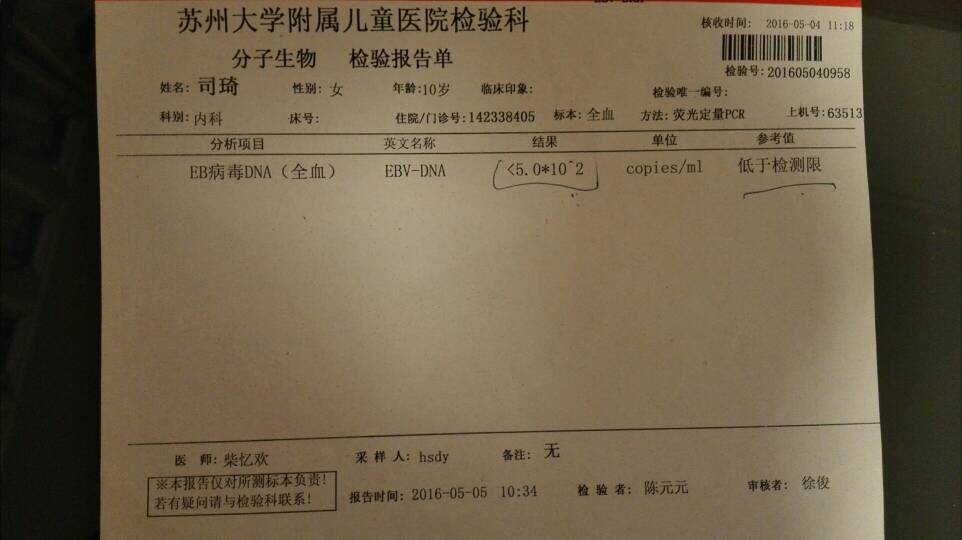 苏州大学附属儿童医院检验科
核收时间: 2016-05-04 11:18
分子生物 检验报告单
检验号:201605040958
姓名: 司琦 性别: 女 年龄:10岁 临床印象: 检验唯一编号:
科别: 内科 床号: 住院/门诊号:142338405 标本: 全血 方法: 荧光定量PCR 上机号:63513
分析项目 英文名称 结果 单位 参考值
EB病毒DNA（全血） EBV-DNA <5.0*10^2 copies/ml 低于检测限
医 师: 柴忆欢 采 样 人: hsdy 备注: 无
※本报告仅对所测标本负责!
若有疑问请与检验科联系!
报告时间: 2016-05-05 10:34 检 验 者: 陈元元 审核者: 徐俊